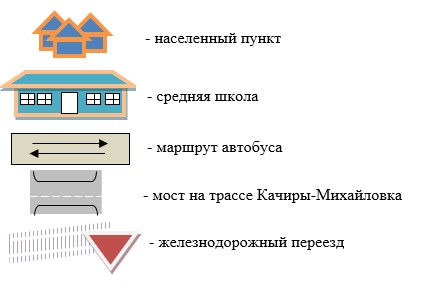 - населенный пункт
- средняя школа
- маршрут автобуса
- мост на трассе Качиры-Михайловка
- железнодорожный переезд